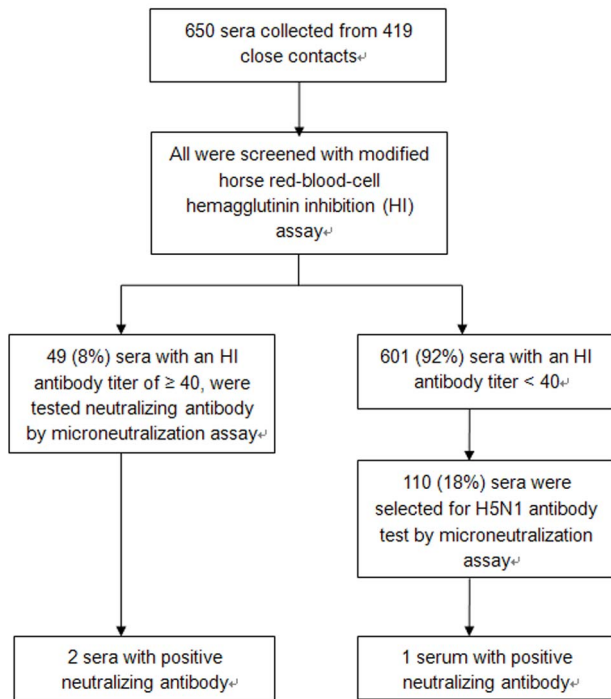 650 sera collected from 419
close contacts↵
All were screened with modified
horse red-blood-cell
hemagglutinin inhibition (HI)
assay↵
49 (8%) sera with an HI
antibody titer of ≥ 40, were
tested neutralizing antibody
by microneutralization assay↵
601 (92%) sera with an HI
antibody titer < 40↵
110 (18%) sera were
selected for H5N1 antibody
test by microneutralization
assay↵
2 sera with positive
neutralizing antibody↵
1 serum with positive
neutralizing antibody↵